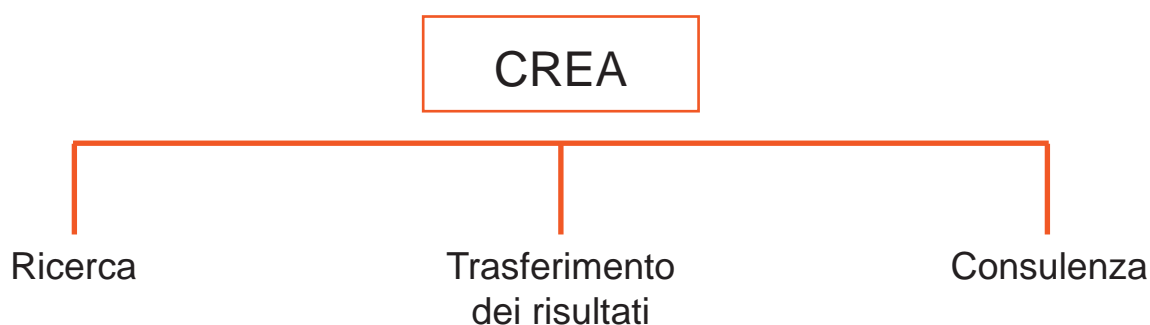 CREA
Ricerca
Trasferimento
dei risultati
Consulenza